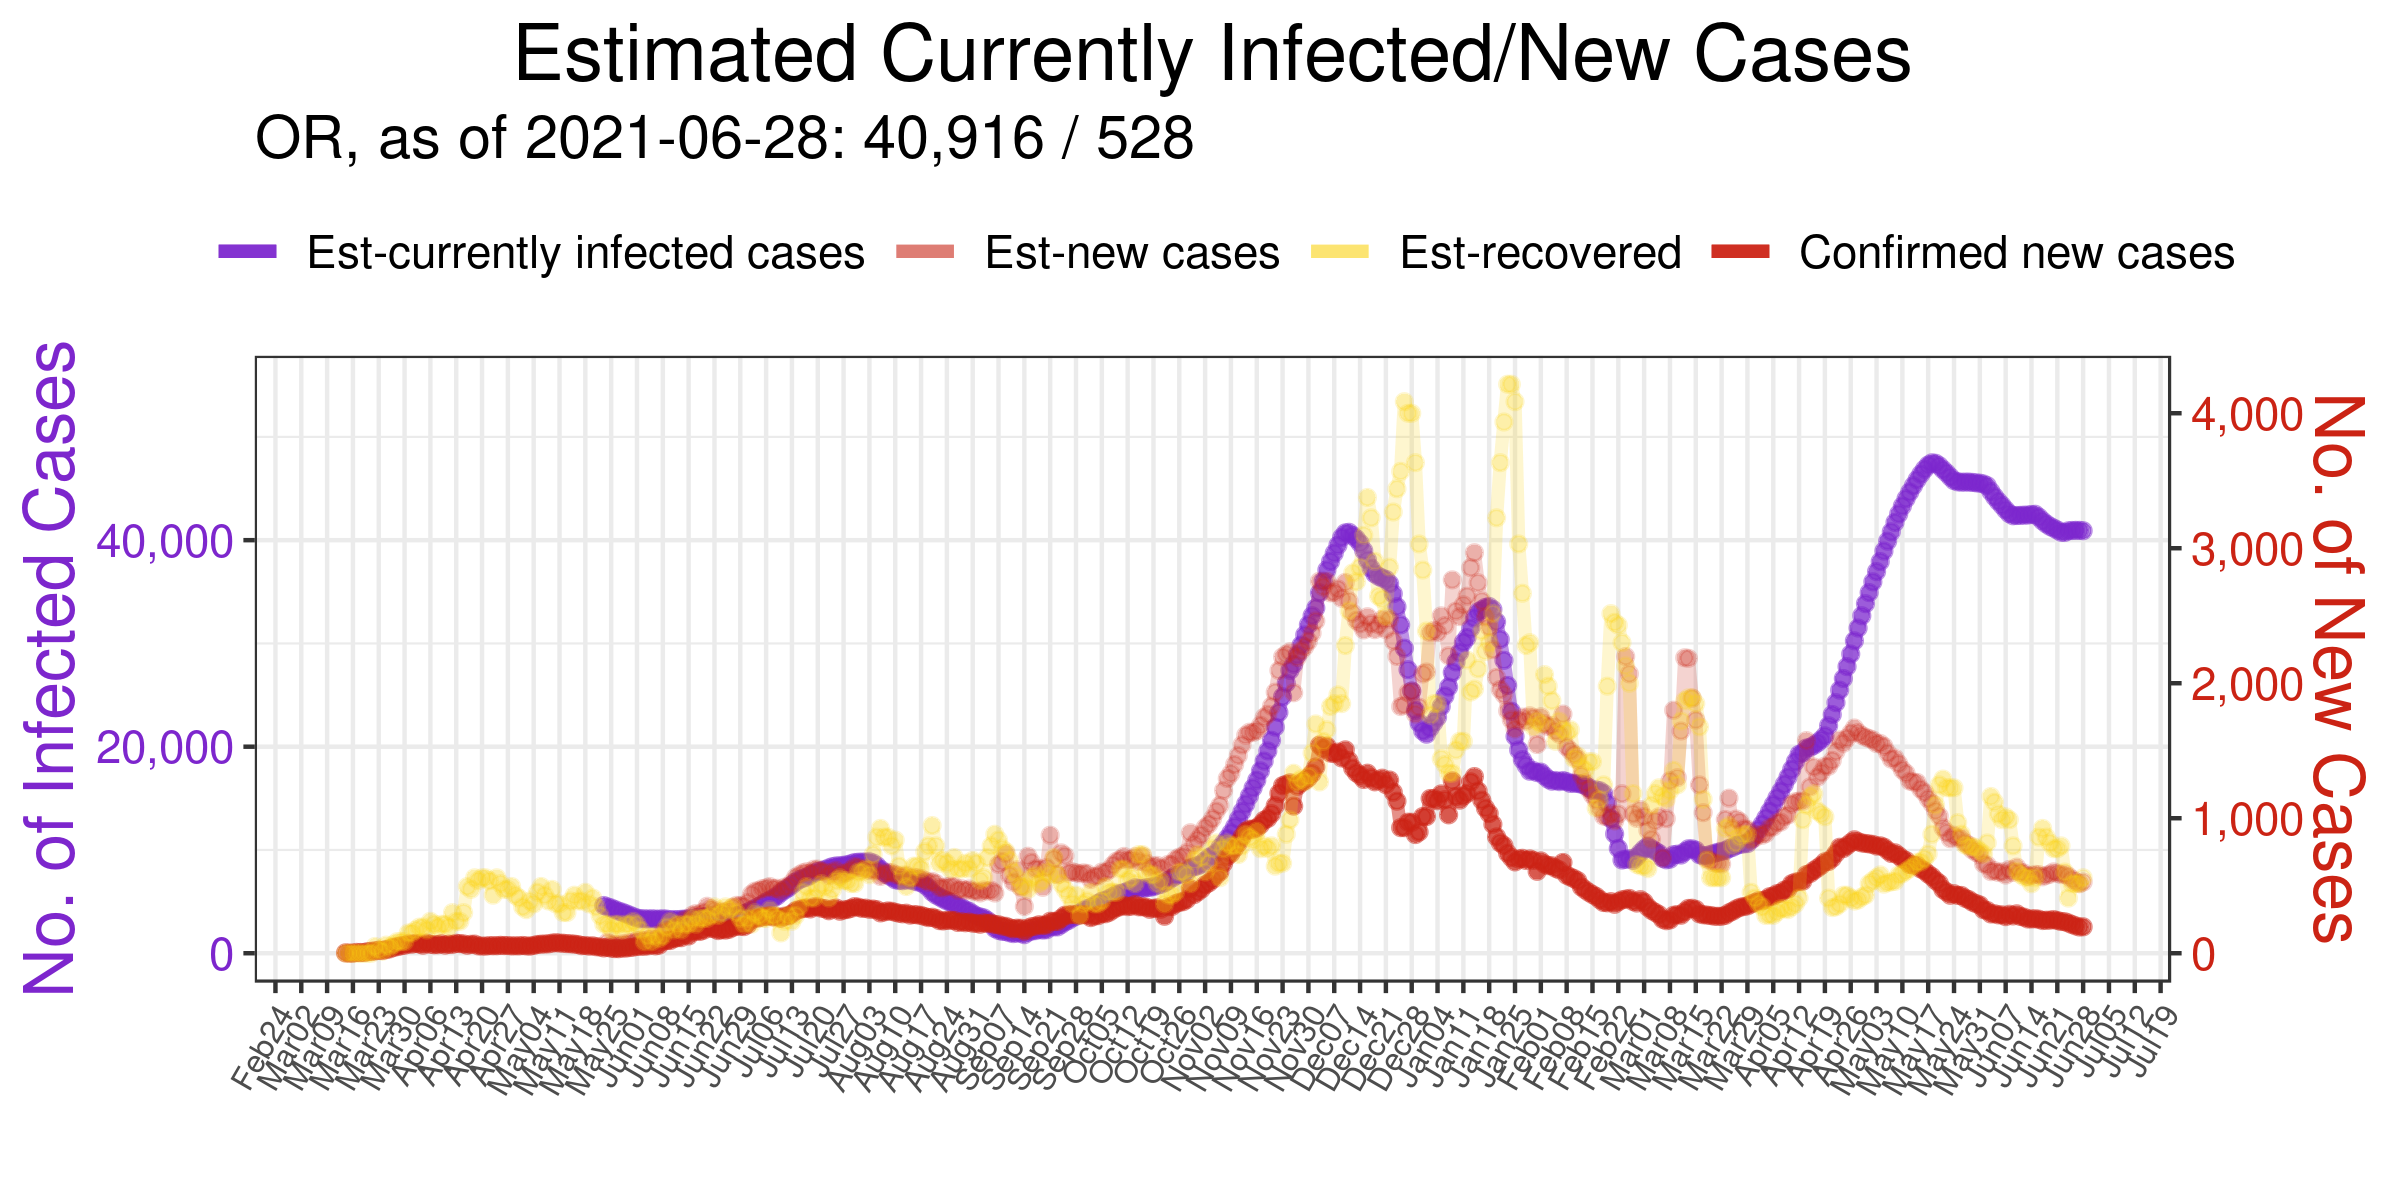 Estimated Currently Infected/New Cases
OR, as of 2021-06-28: 40,916 / 528
Est-currently infected cases Est-new cases Est-recovered Confirmed new cases
No. of Infected Cases
40,000
20,000
0
4,000
3,000
2,000
1,000
0
No. of New Cases
Feb24
Mar02
Mar09
Mar16
Mar23
Mar30
Apr06
Apr13
Apr20
Apr27
May04
May11
May18
May25
Jun01
Jun08
Jun15
Jun22
Jun29
Jul06
Jul13
Jul20
Jul27
Aug03
Aug10
Aug17
Aug24
Aug31
Sep07
Sep14
Sep21
Sep28
Oct05
Oct12
Oct19
Oct26
Nov02
Nov09
Nov16
Nov23
Nov30
Dec07
Dec14
Dec21
Dec28
Jan04
Jan11
Jan18
Jan25
Feb01
Feb08
Feb15
Feb22
Mar01
Mar08
Mar15
Mar22
Mar29
Apr05
Apr12
Apr19
Apr26
May03
May10
May17
May24
May31
Jun07
Jun14
Jun21
Jun28
Jul05
Jul12
Jul19